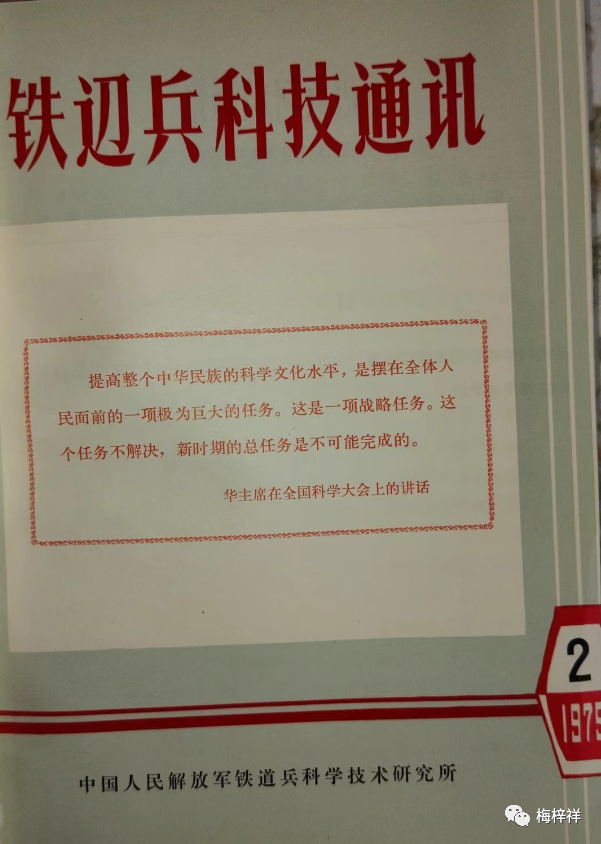 铁辺兵科技通讯
提高整个中华民族的科学文化水平，是摆在全体人
民面前的一项极为巨大的任务。这是一项战略任务。这
个任务不解决，新时期的总任务是不可能完成的。
华主席在全国科学大会上的讲话
2
1979
中国人民解放军铁道兵科学技术研究所
梅梓祥